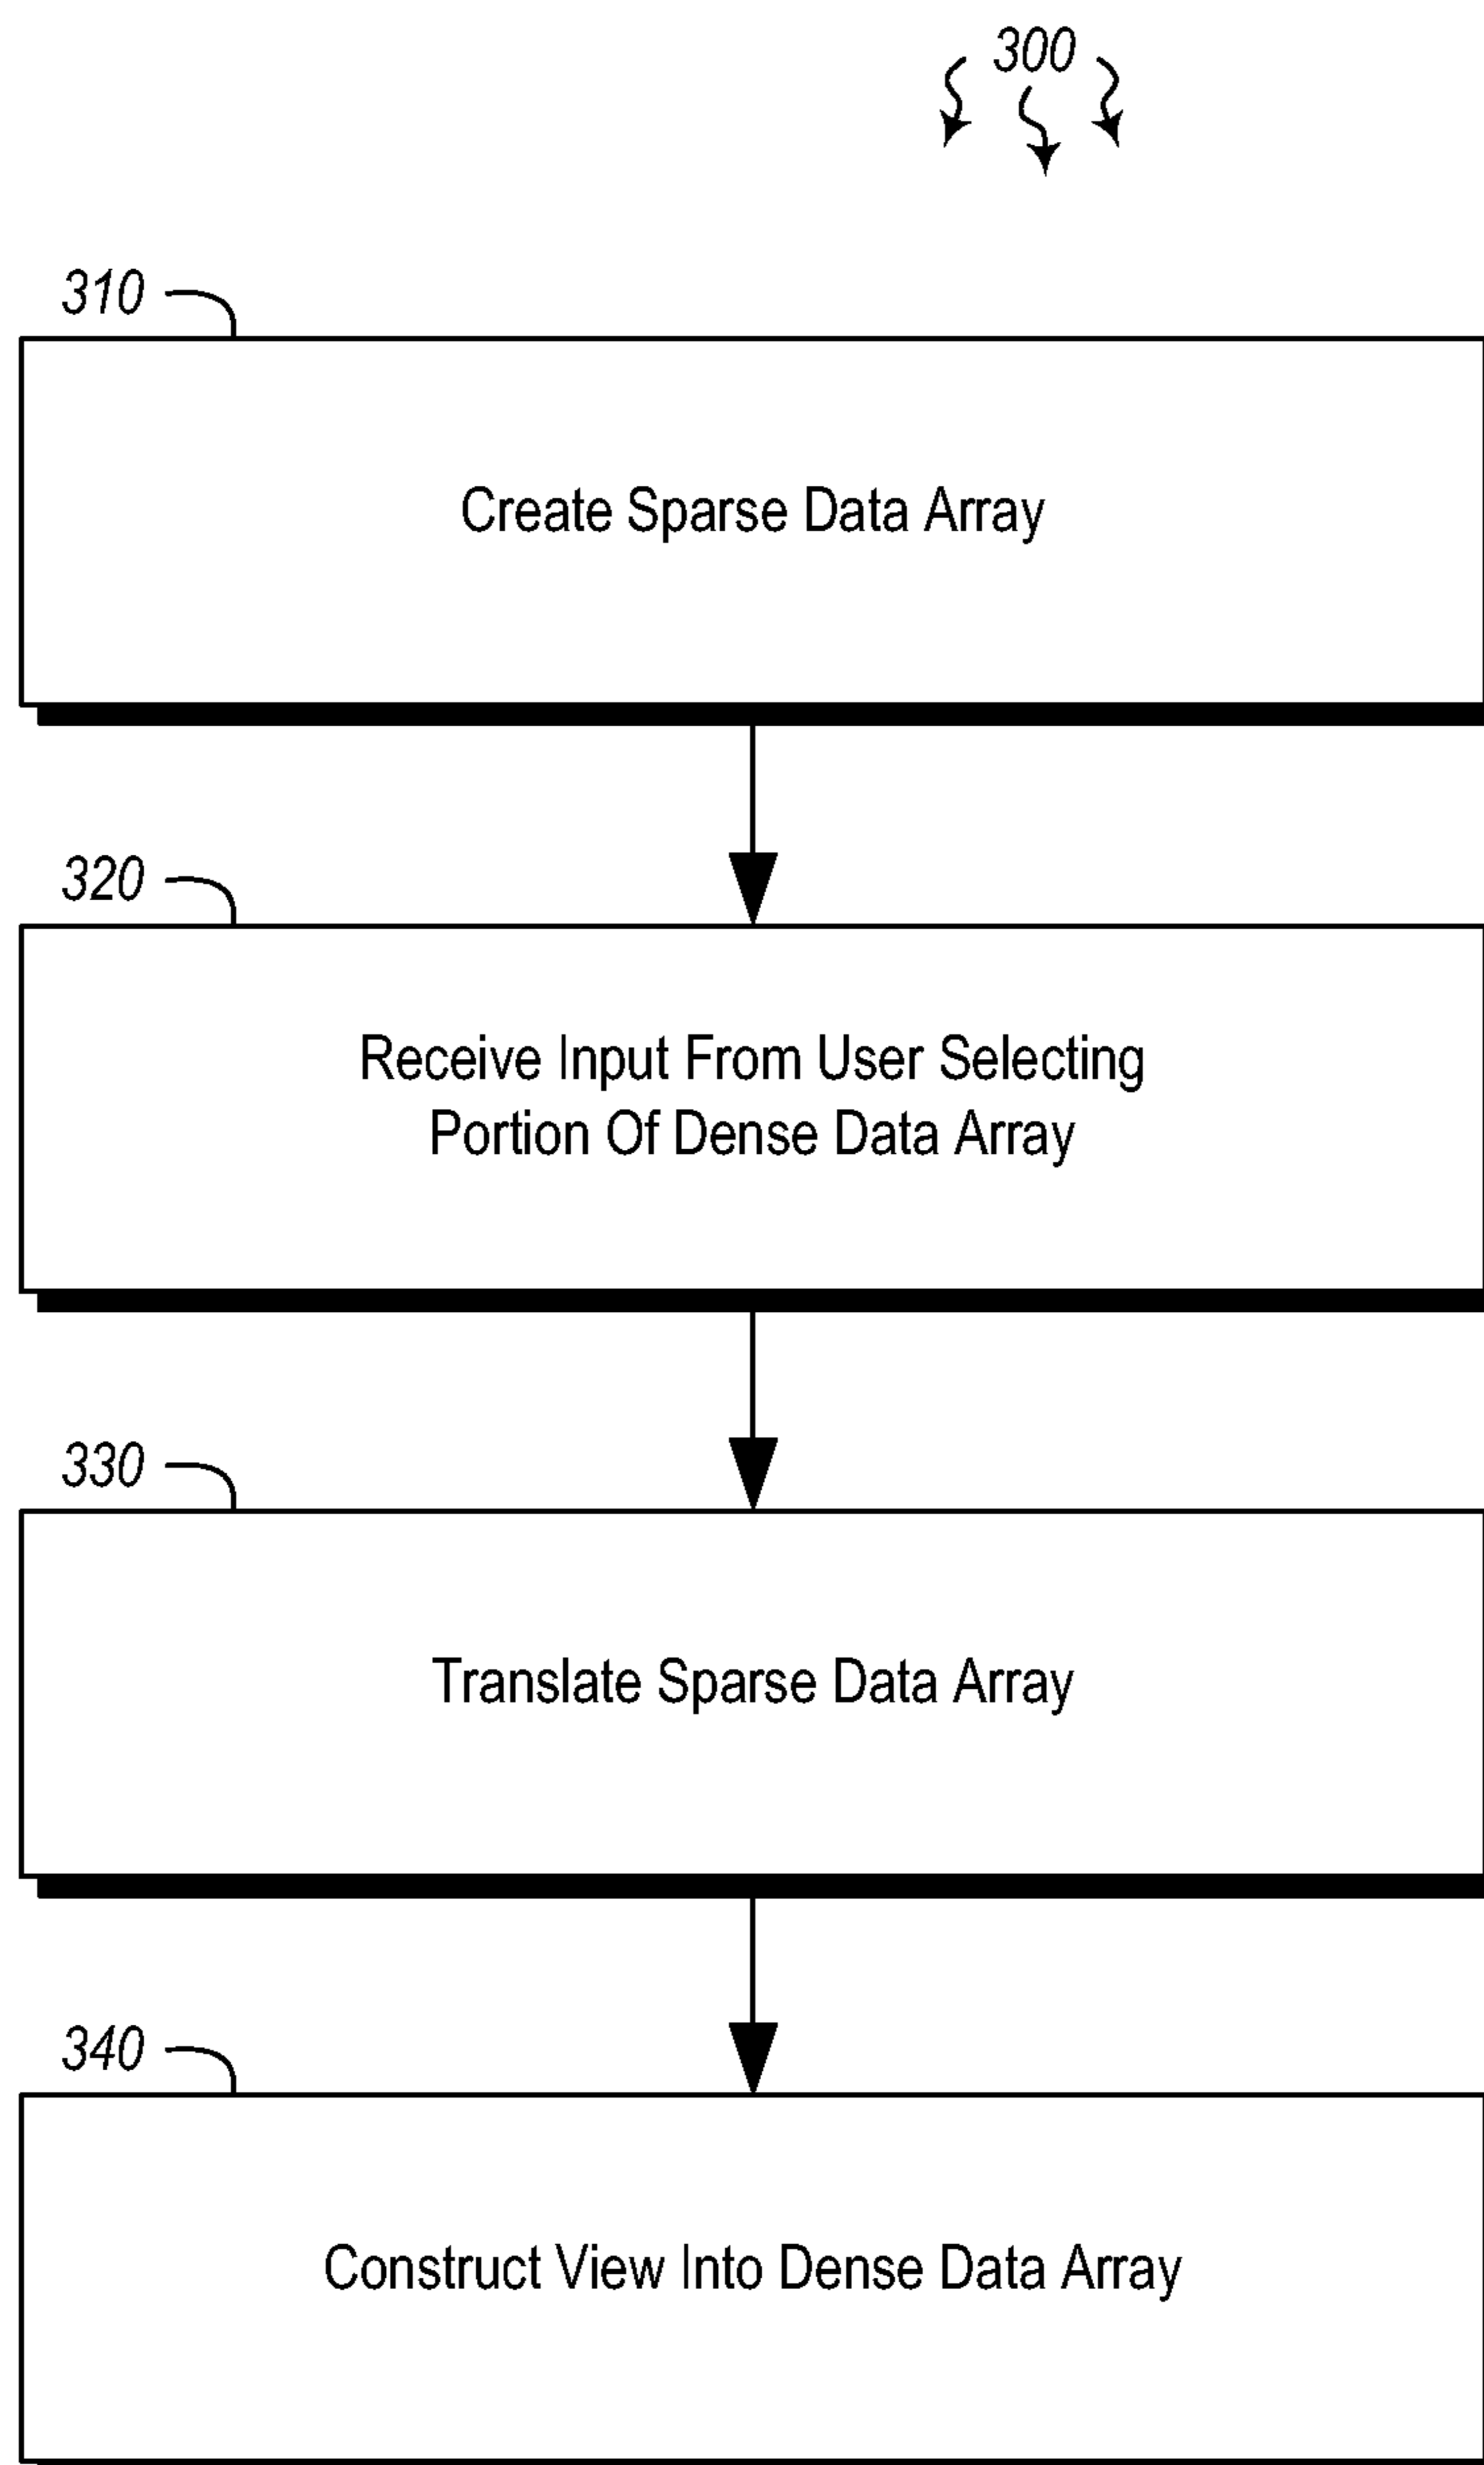 300
310
Create Sparse Data Array
320
Receive Input From User Selecting
Portion Of Dense Data Array
330
Translate Sparse Data Array
340
Construct View Into Dense Data Array